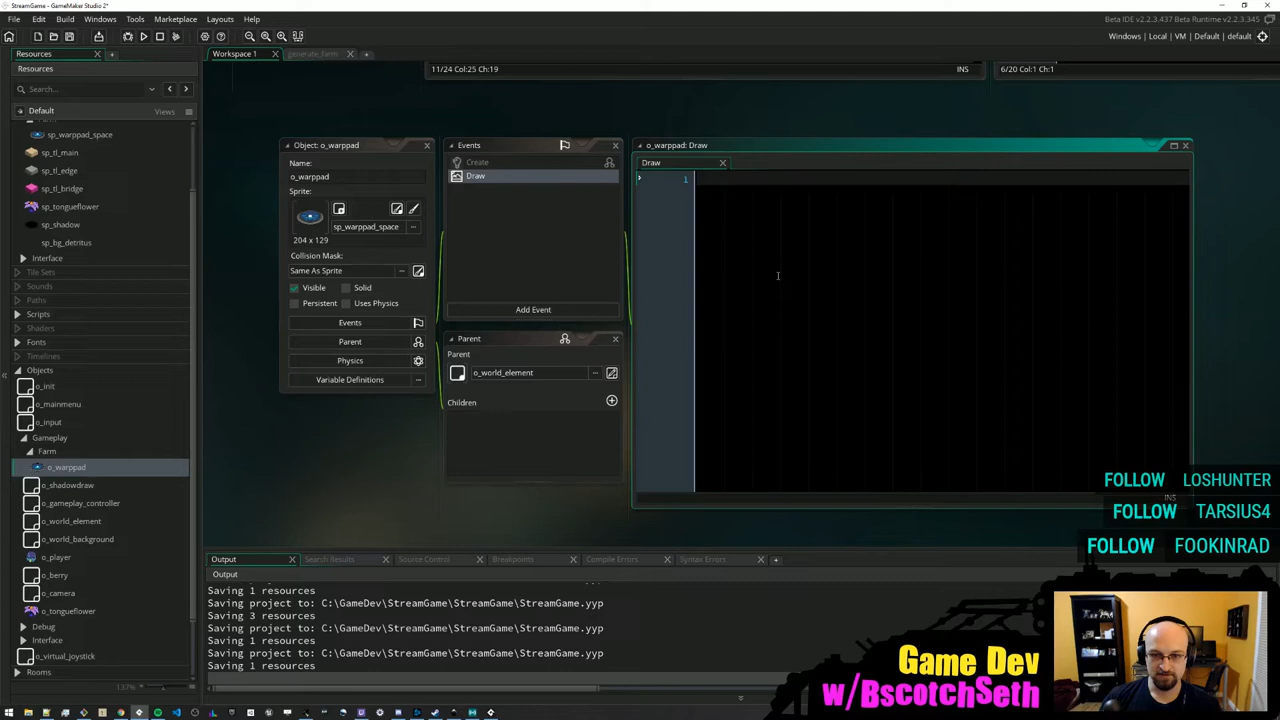 StreamGame - GameMaker Studio 2*
File Edit Build Windows Tools Marketplace Layouts Help
Beta IDE v2.2.3.437 Beta Runtime v2.2.3.345
Windows | Local | VM | Default | default
Resources
Workspace 1
generate_farm
Resources
11/24 Col:25 Ch:19
INS
6/20 Col:1 Ch:1
Search...
Default
Views
sp_warppad_space
sp_tl_main
sp_tl_edge
sp_tl_bridge
sp_tongueflower
sp_shadow
sp_bg_detritus
Interface
Tile Sets
Sounds
Paths
Scripts
Shaders
Fonts
Timelines
Objects
o_init
o_mainmenu
o_input
Gameplay
Farm
o_warppad
o_shadowdraw
o_gameplay_controller
o_world_element
o_world_background
o_player
o_berry
o_camera
o_tongueflower
Debug
Interface
o_virtual_joystick
Rooms
137%
Object: o_warppad
Name:
o_warppad
Sprite:
sp_warppad_space
204 x 129
Collision Mask:
Same As Sprite
Visible
Solid
Persistent
Uses Physics
Events
Parent
Physics
Variable Definitions
Events
Create
Draw
Add Event
Parent
Parent
o_world_element
Children
o_warppad: Draw
Draw
1
INS
Output
Search Results
Source Control
Breakpoints
Compile Errors
Syntax Errors
Output
Saving 1 resources
Saving project to: C:\GameDev\StreamGame\StreamGame\StreamGame.yyp
Saving 3 resources
Saving project to: C:\GameDev\StreamGame\StreamGame\StreamGame.yyp
Saving 1 resources
Saving project to: C:\GameDev\StreamGame\StreamGame\StreamGame.yyp
Saving 1 resources
FOLLOW LOSHUNTER
FOLLOW TARSIUS4
FOLLOW FOOKINRAD
Game Dev
w/BscotchSeth